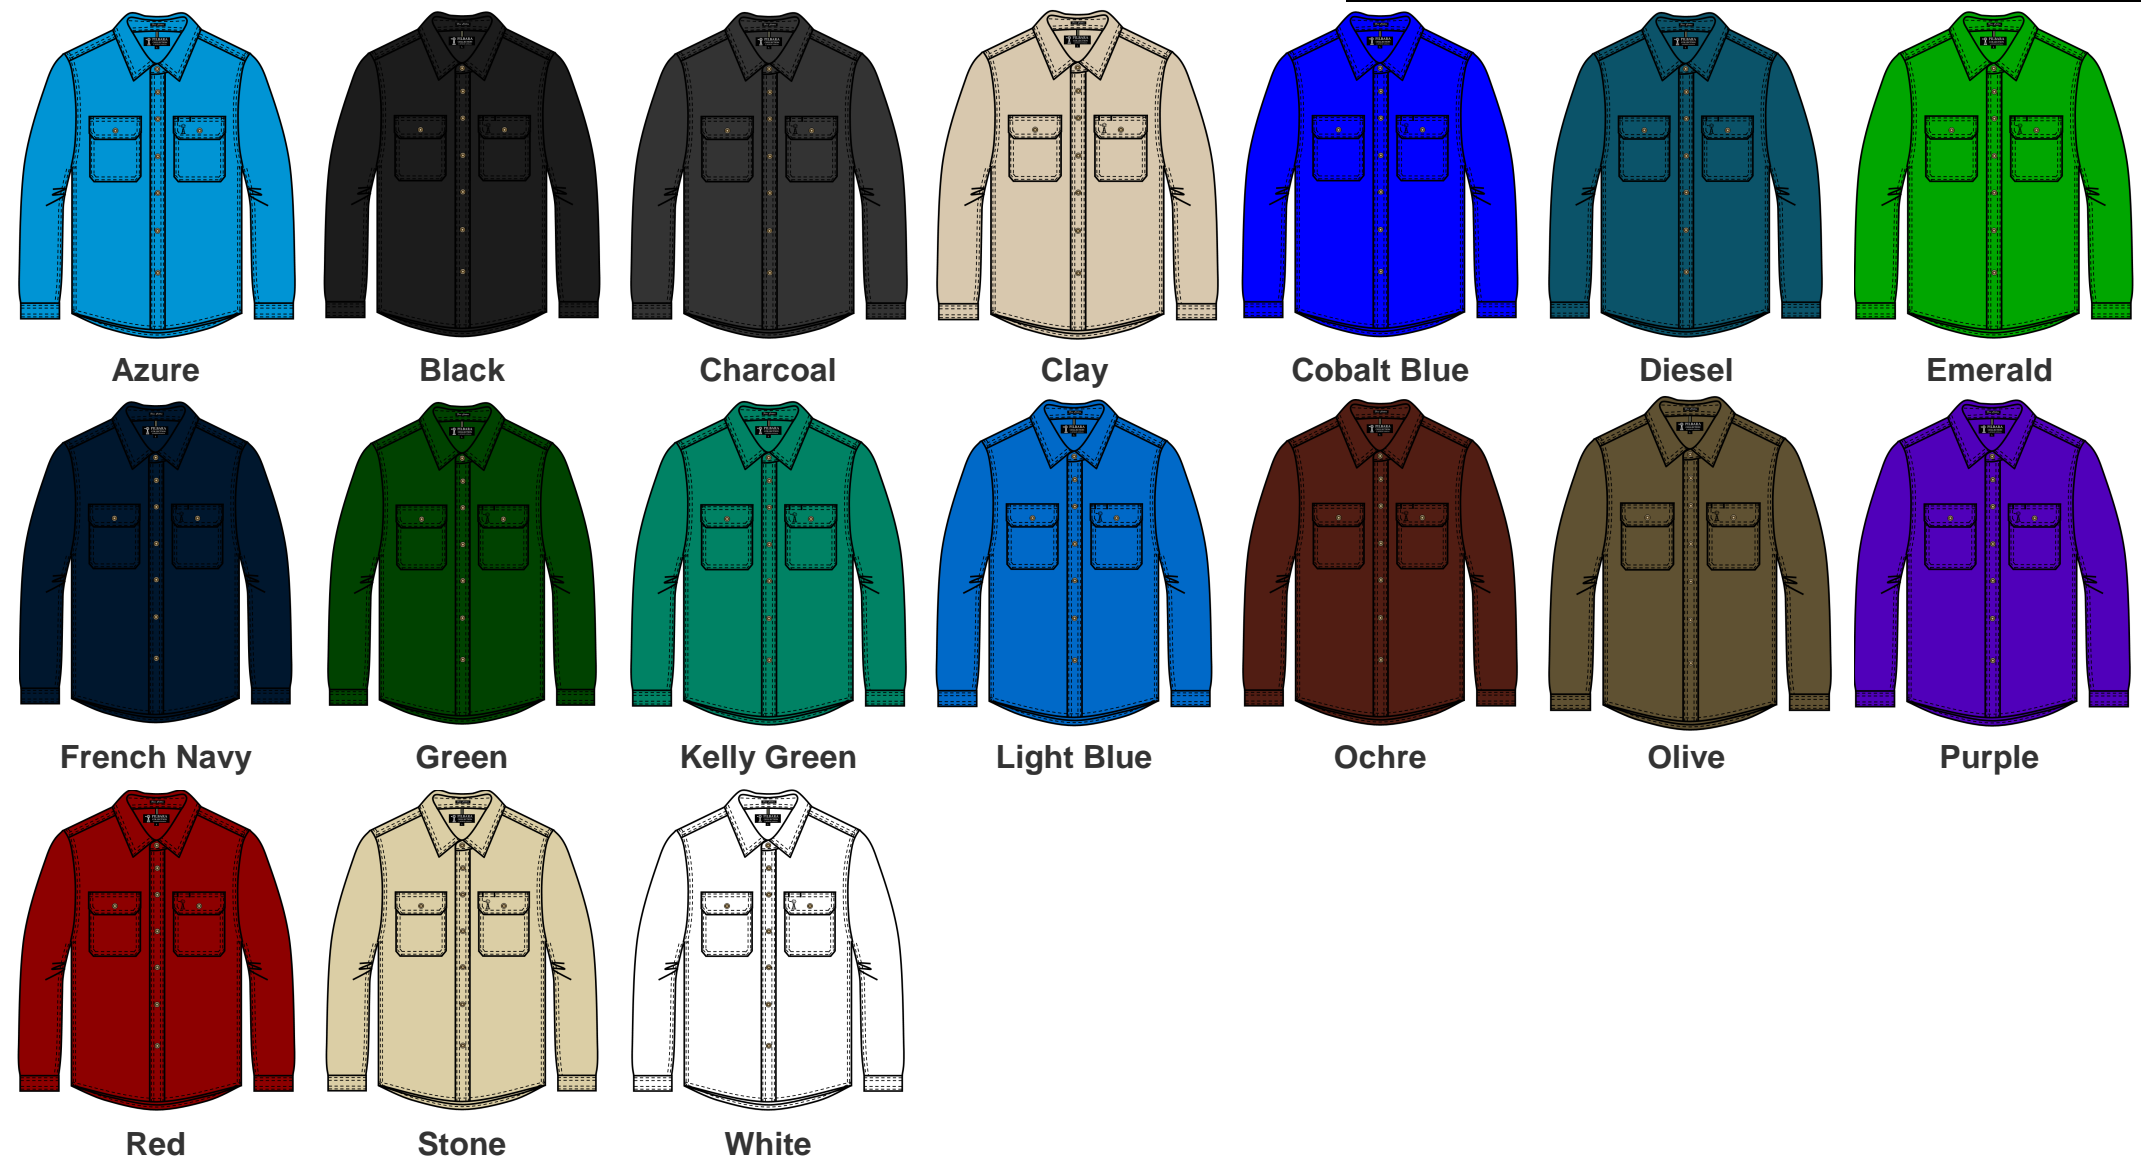 Azure
Black
Charcoal
Clay
Cobalt Blue
Diesel
Emerald
French Navy
Green
Kelly Green
Light Blue
Ochre
Olive
Purple
Red
Stone
White